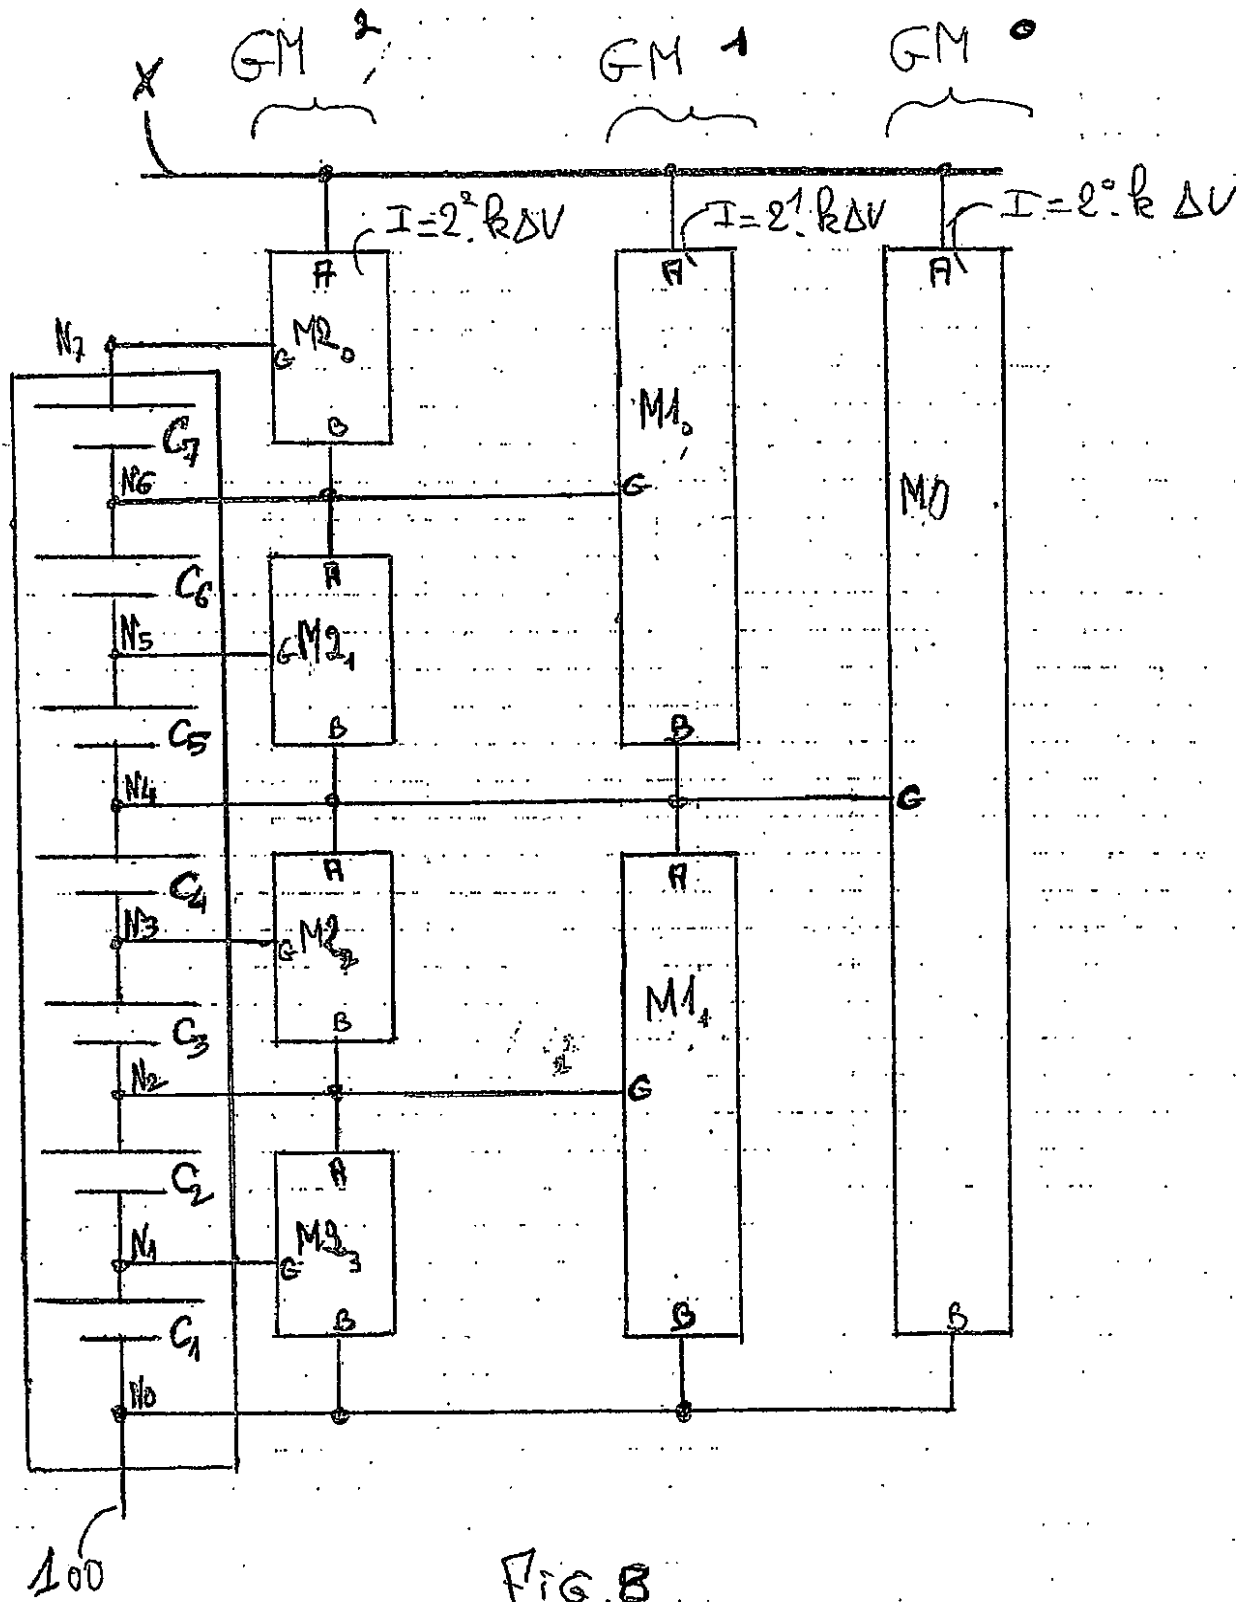 GM 2
GM 1
GM 0
X
I=2².kΔV
I=2¹.kΔV
I=2⁰.kΔV
A
A
A
N7
G
M2₀
M1₀
B
C7
N6
G
M0
A
C6
N5
G
M2₁
B
B
C5
N4
G
A
A
C4
N3
G
M2₂
M1₁
B
C3
N2
G
A
C2
N1
G
M2₃
B
B
B
C1
N0
100
FiG.8